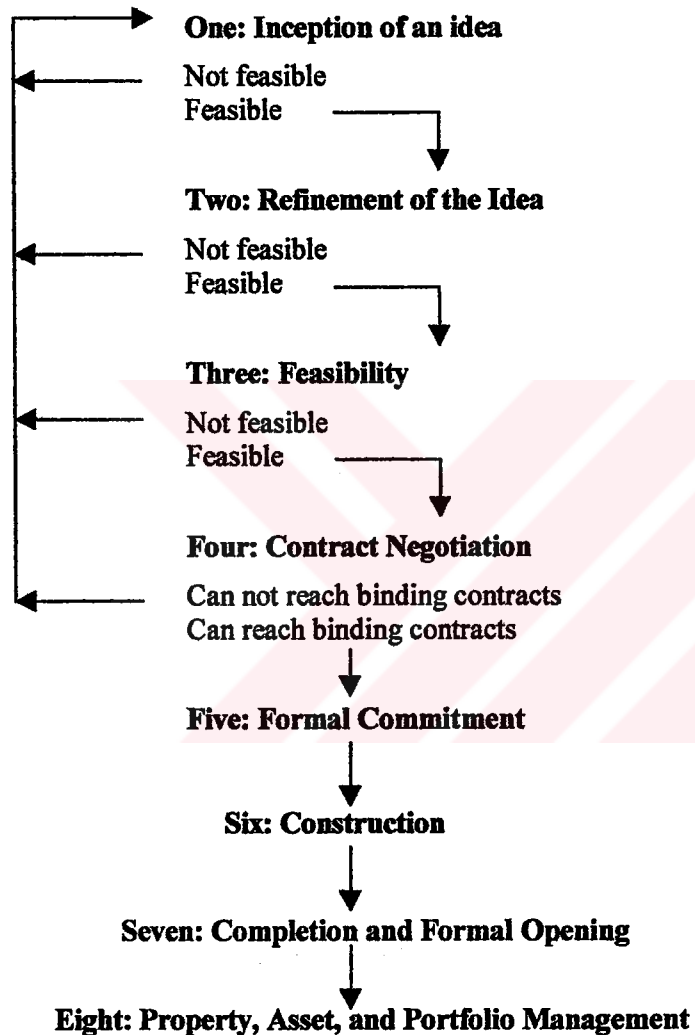 One: Inception of an idea
Not feasible
Feasible
Two: Refinement of the Idea
Not feasible
Feasible
Three: Feasibility
Not feasible
Feasible
Four: Contract Negotiation
Can not reach binding contracts
Can reach binding contracts
Five: Formal Commitment
Six: Construction
Seven: Completion and Formal Opening
Eight: Property, Asset, and Portfolio Management